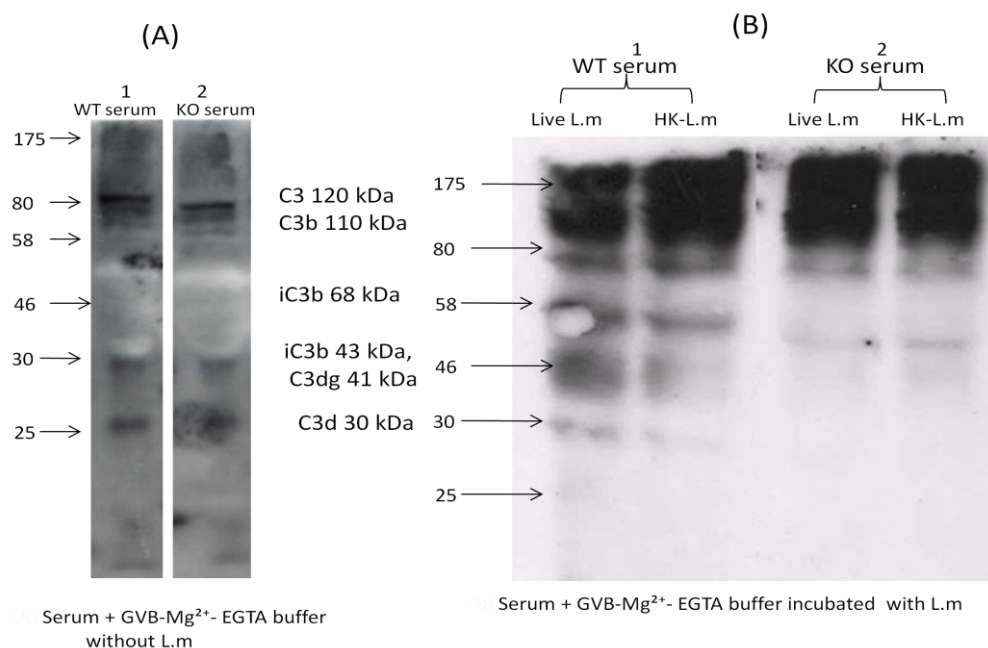 (A)
1
WT serum
2
KO serum
175
80
58
46
30
25
C3 120 kDa
C3b 110 kDa
iC3b 68 kDa
iC3b 43 kDa,
C3dg 41 kDa
C3d 30 kDa
Serum + GVB-Mg²⁺- EGTA buffer
without L.m
(B)
1
WT serum
2
KO serum
Live L.m
HK-L.m
Live L.m
HK-L.m
175
80
58
46
30
25
Serum + GVB-Mg²⁺- EGTA buffer incubated with L.m